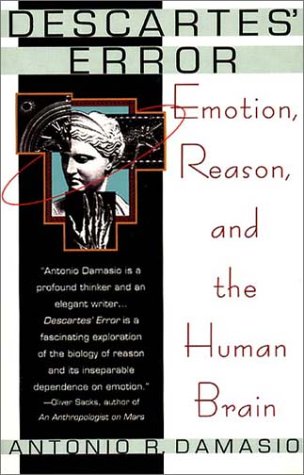 DESCARTES'
ERROR
Emotion,
Reason,
and
the
Human
Brain
"Antonio Damasio is a
profound thinker and an
elegant writer...
Descartes' Error is a
fascinating exploration
of the biology of reason
and its inseparable
dependence on emotion."
—Oliver Sacks, author of
An Anthropologist on Mars
ANTONIO R. DAMASIO